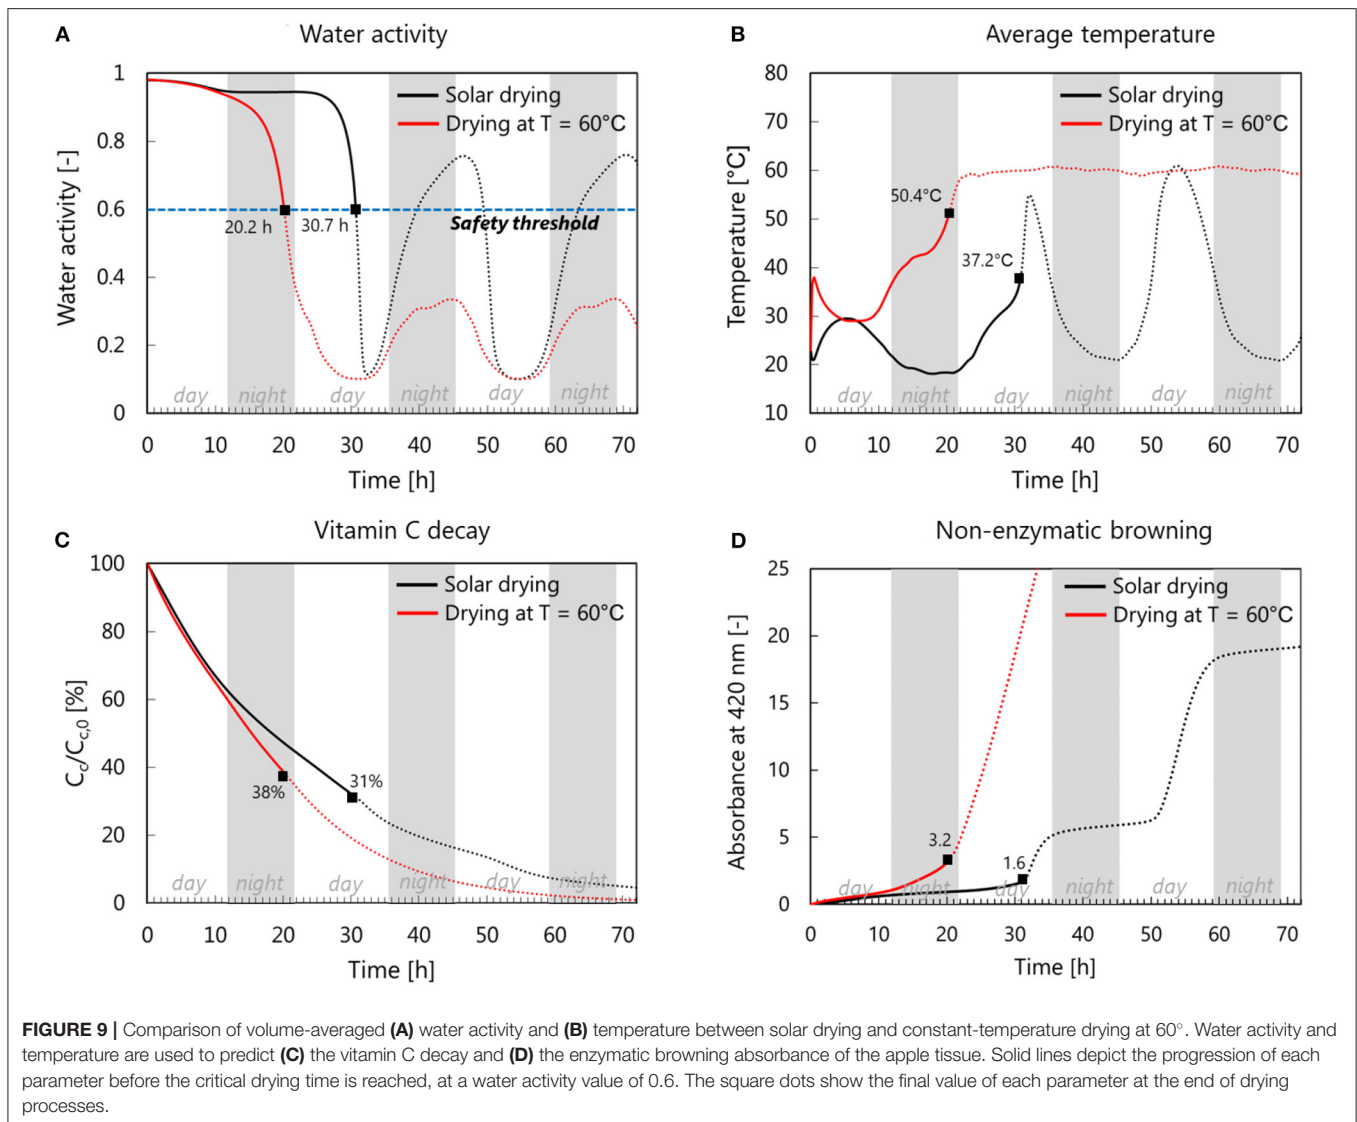 A
Water activity
1
0.8
0.6
0.4
0.2
0
Water activity [-]
Solar drying
Drying at T = 60°C
20.2 h
30.7 h
Safety threshold
day
night
day
night
day
night
0
10
20
30
40
50
60
70
Time [h]
B
Average temperature
80
70
60
50
40
30
20
10
Temperature [°C]
Solar drying
Drying at T = 60°C
50.4°C
37.2°C
day
night
day
night
day
night
0
10
20
30
40
50
60
70
Time [h]
C
Vitamin C decay
100
80
60
40
20
0
Cc/Cc,0 [%]
Solar drying
Drying at T = 60°C
38%
31%
day
night
day
night
day
night
0
10
20
30
40
50
60
70
Time [h]
D
Non-enzymatic browning
25
20
15
10
5
0
Absorbance at 420 nm [-]
Solar drying
Drying at T = 60°C
3.2
1.6
day
night
day
night
day
night
0
10
20
30
40
50
60
70
Time [h]
FIGURE 9 | Comparison of volume-averaged (A) water activity and (B) temperature between solar drying and constant-temperature drying at 60°. Water activity and
temperature are used to predict (C) the vitamin C decay and (D) the enzymatic browning absorbance of the apple tissue. Solid lines depict the progression of each
parameter before the critical drying time is reached, at a water activity value of 0.6. The square dots show the final value of each parameter at the end of drying
processes.